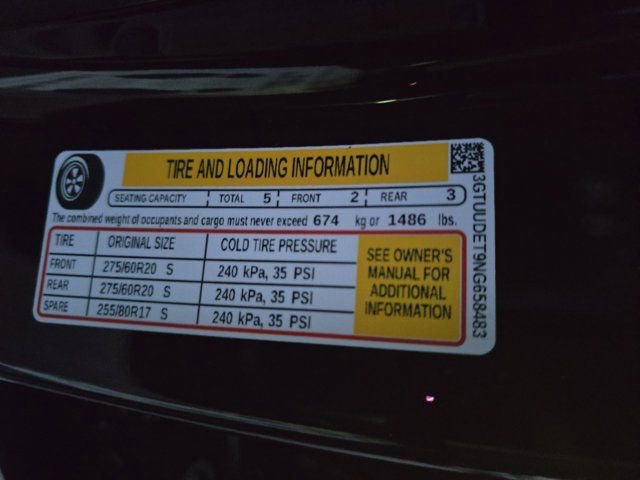 TIRE AND LOADING INFORMATION
SEATING CAPACITY TOTAL 5 FRONT 2 REAR 3
The combined weight of occupants and cargo must never exceed 674 kg or 1486 lbs.
TIRE ORIGINAL SIZE COLD TIRE PRESSURE
FRONT 275/60R20 S 240 kPa, 35 PSI
REAR 275/60R20 S 240 kPa, 35 PSI
SPARE 255/80R17 S 240 kPa, 35 PSI
SEE OWNER'S
MANUAL FOR
ADDITIONAL
INFORMATION
3GTUUDET9NG558483